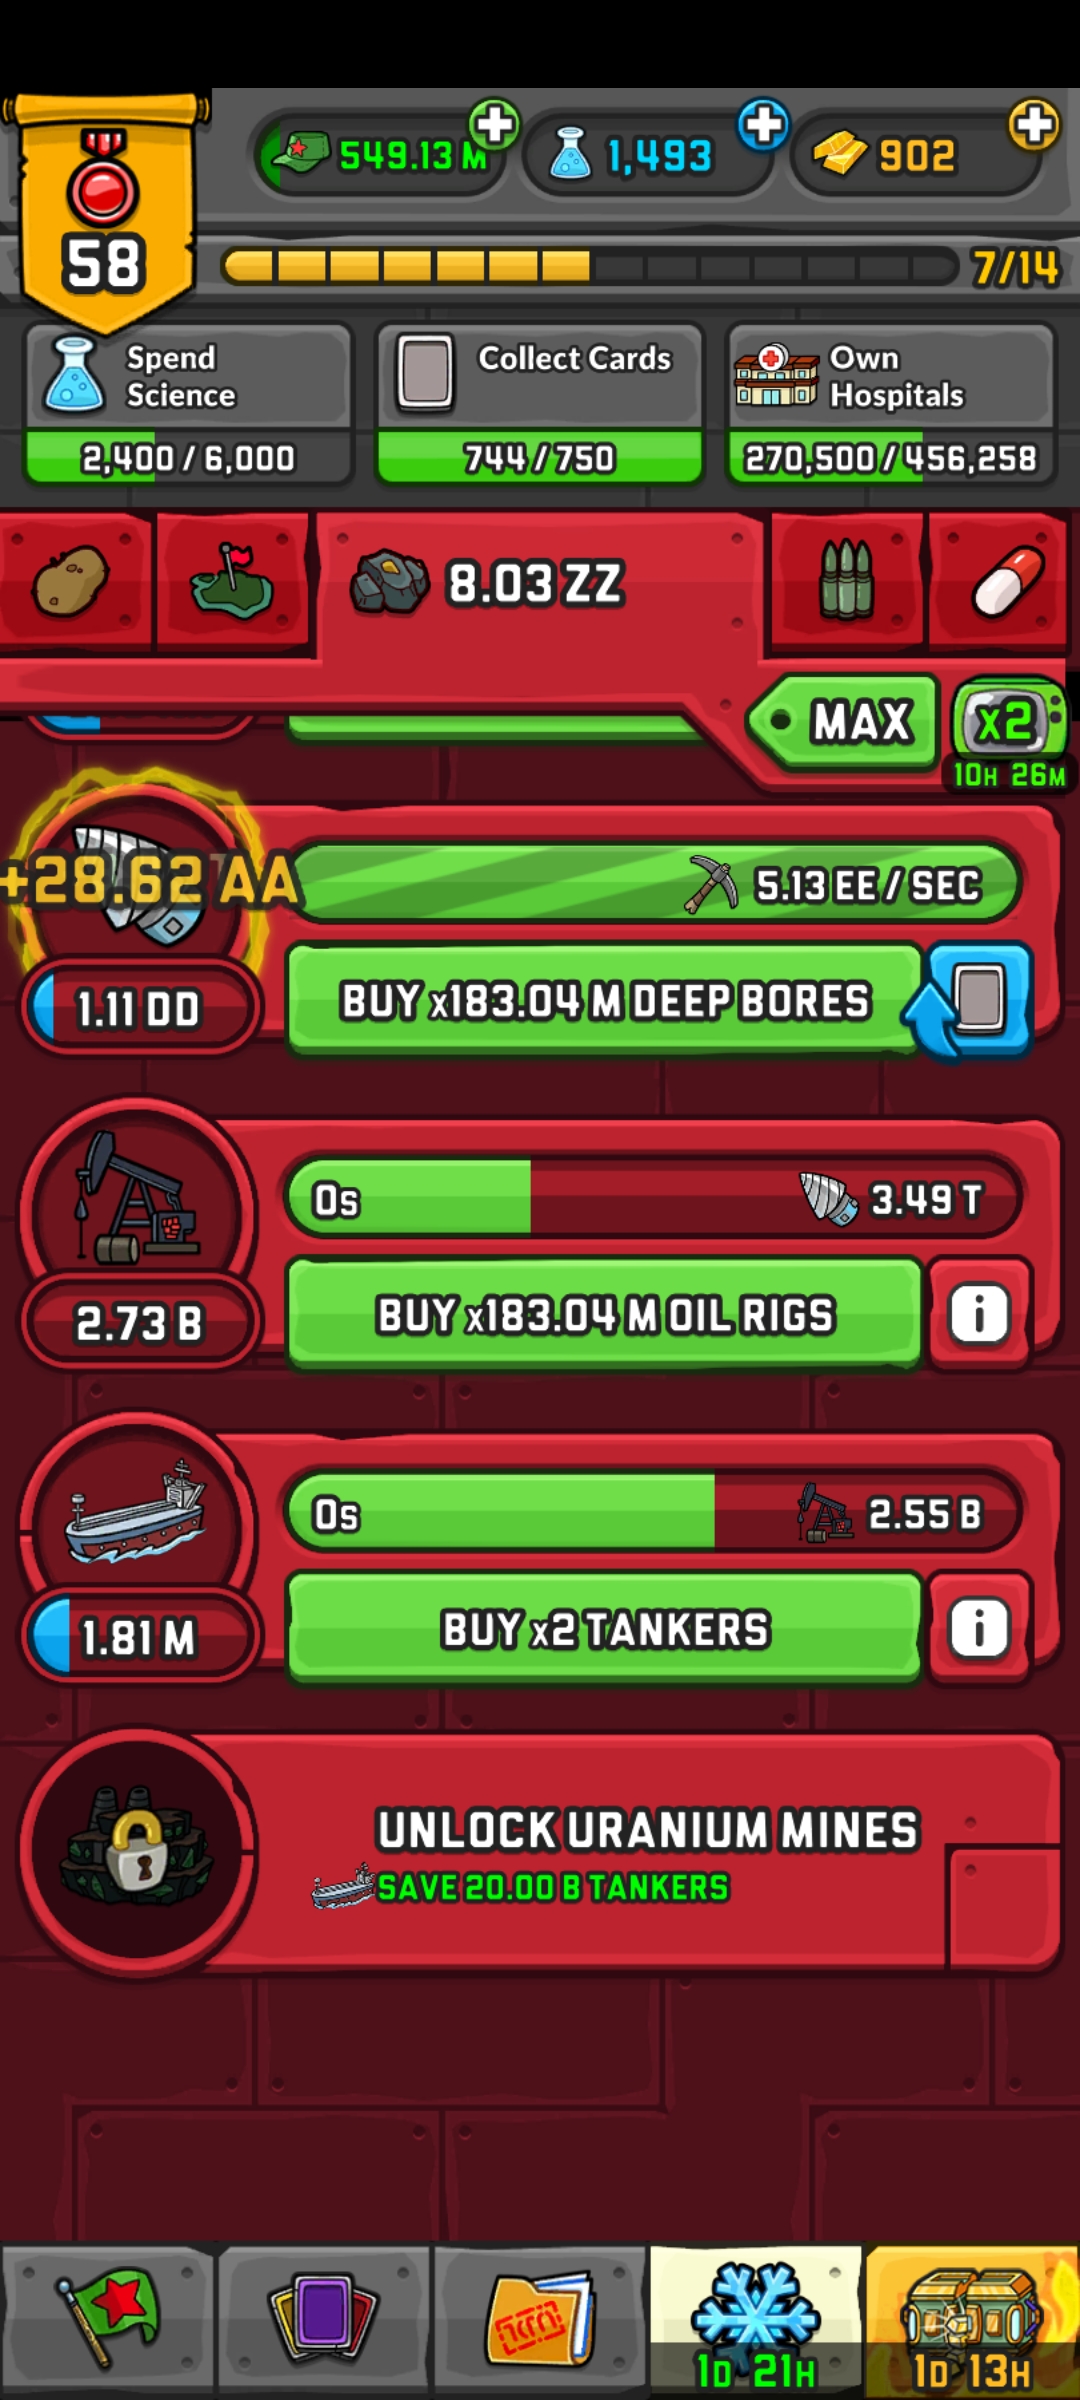 58
549.13 M
1,493
902
7/14
Spend
Science
2,400 / 6,000
Collect Cards
744 / 750
Own
Hospitals
270,500 / 456,258
8.03 ZZ
MAX
x2
10H 26M
+28.62 AA
5.13 EE / SEC
1.11 DD
BUY x183.04 M DEEP BORES
0s
3.49 T
2.73 B
BUY x183.04 M OIL RIGS
i
0s
2.55 B
1.81 M
BUY x2 TANKERS
i
UNLOCK URANIUM MINES
SAVE 20.00 B TANKERS
1D 21H
1D 13H